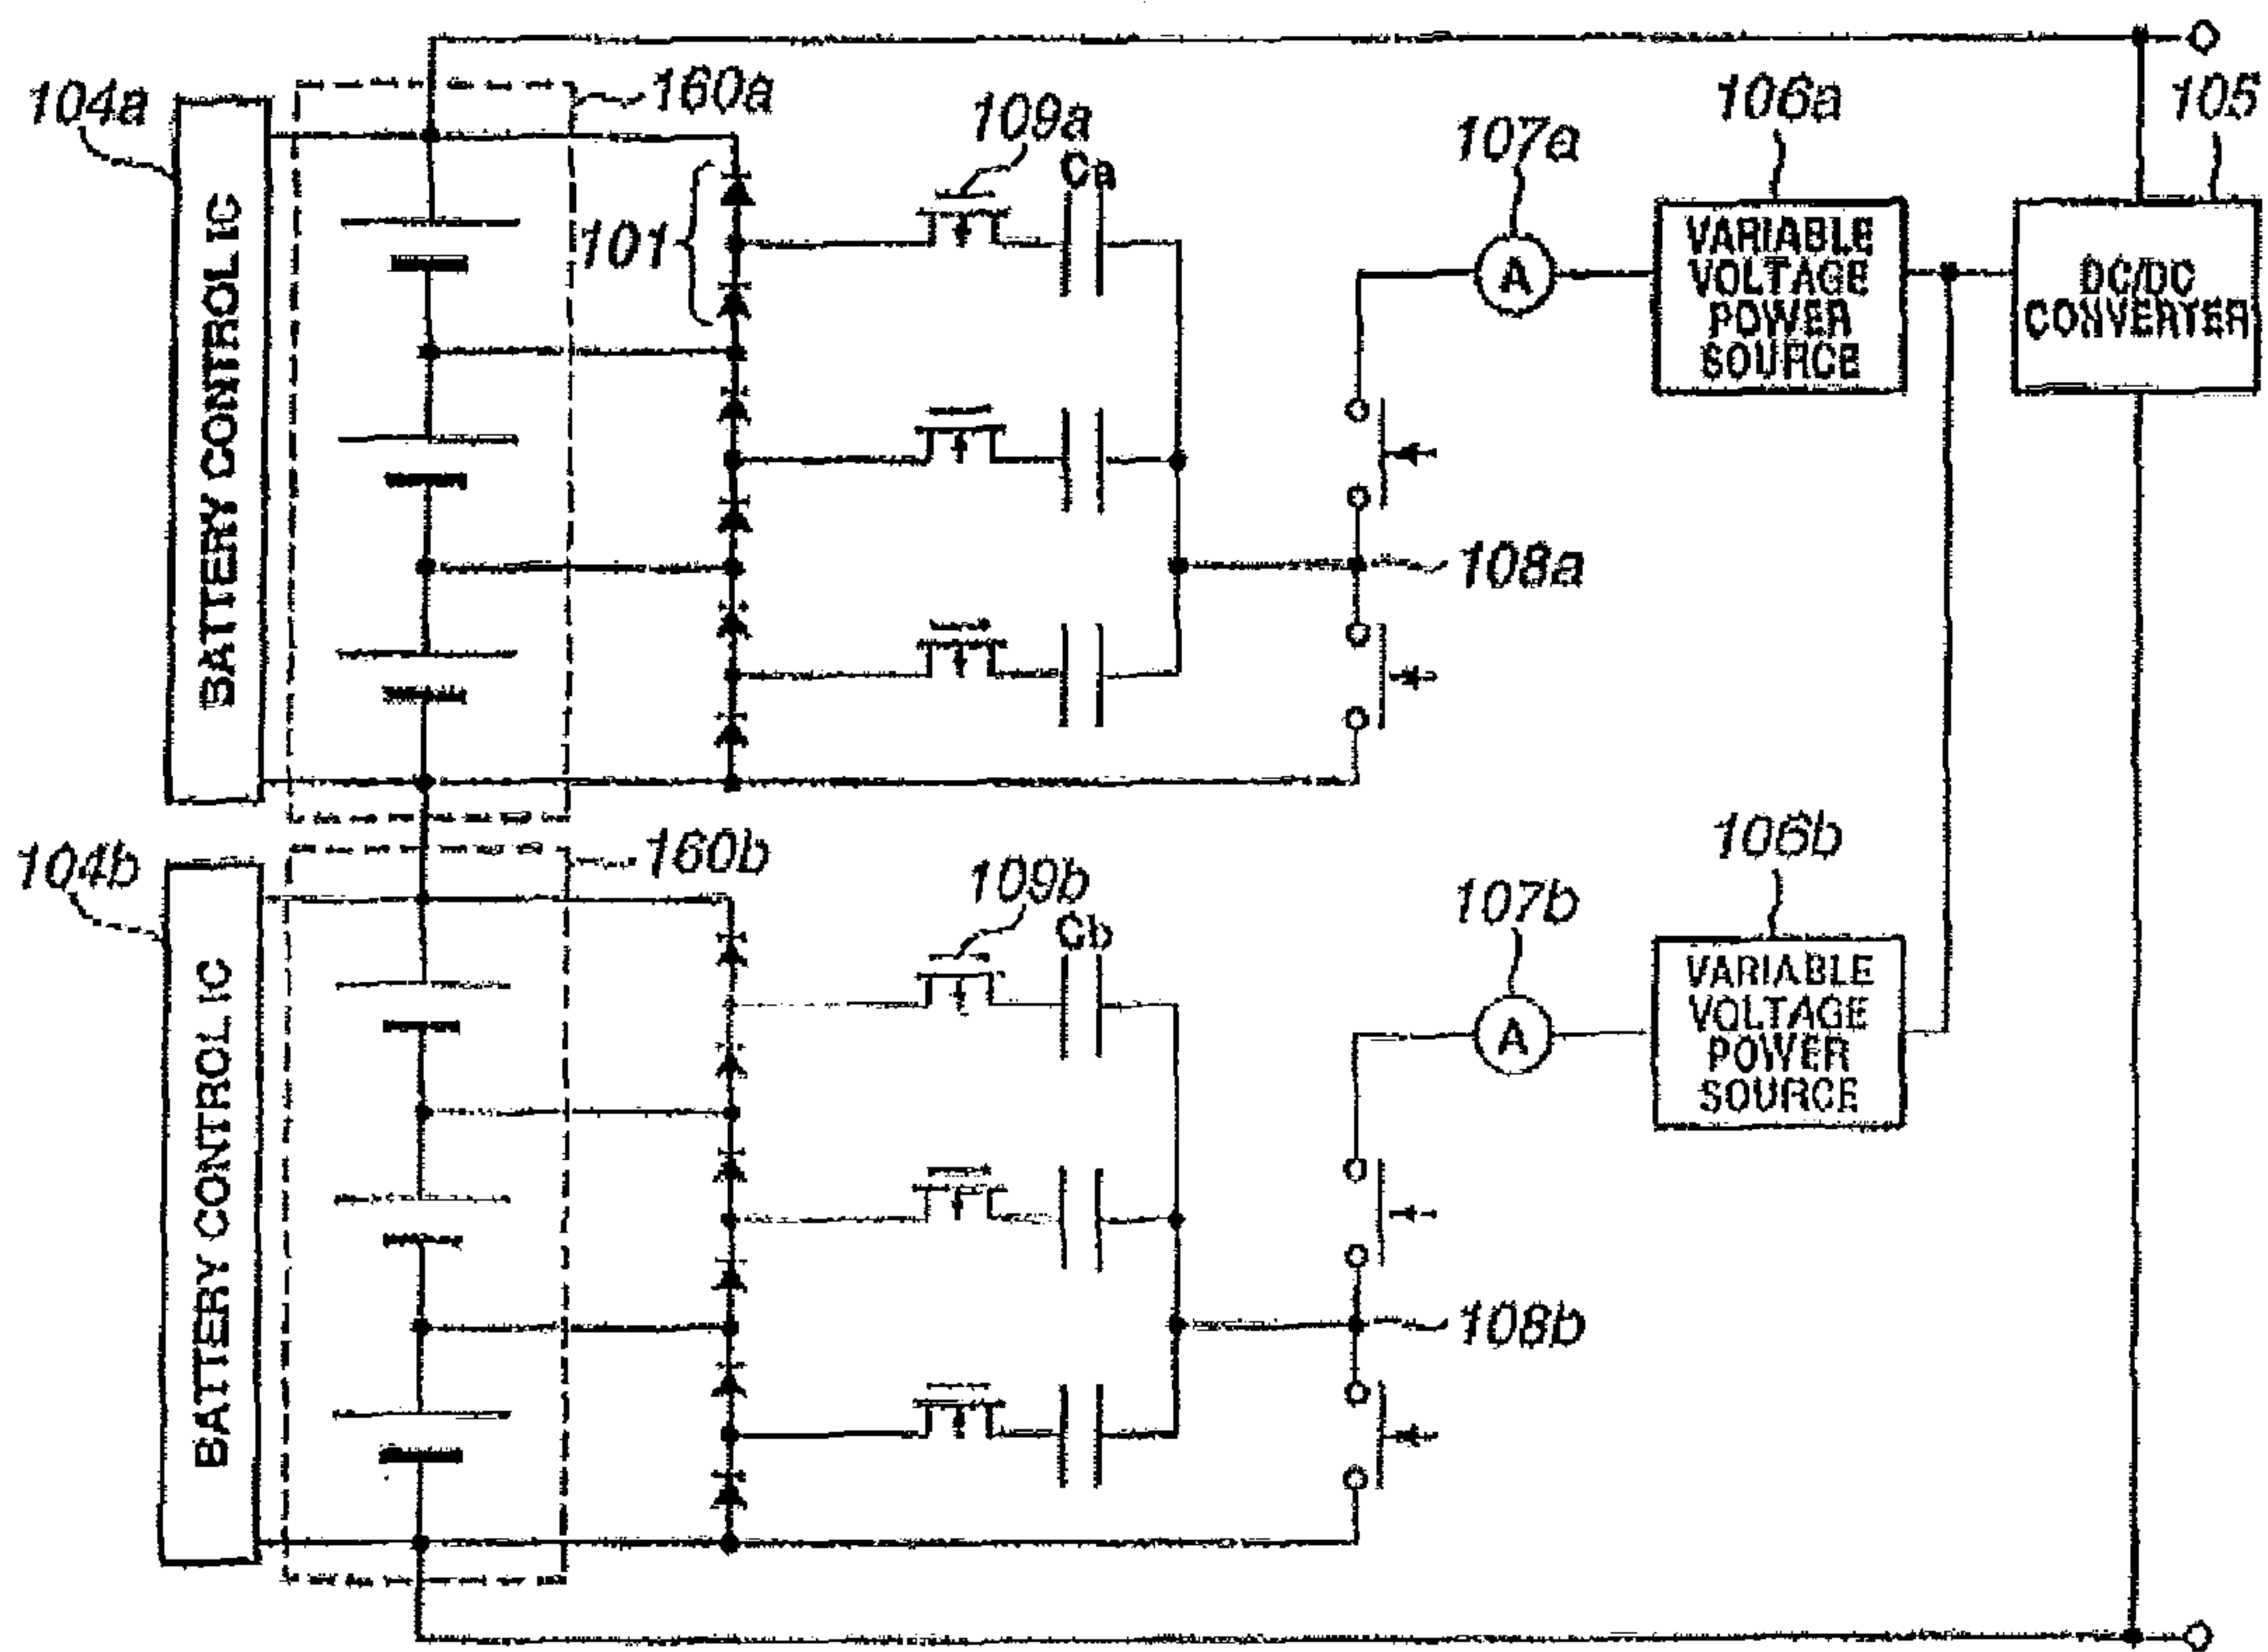 104a
160a
109a
Ca
107a
106a
105
101
BATTERY CONTROL IC
A
VARIABLE
VOLTAGE
POWER
SOURCE
DC/DC
CONVERTER
108a
104b
160b
109b
Cb
107b
106b
BATTERY CONTROL IC
A
VARIABLE
VOLTAGE
POWER
SOURCE
108b